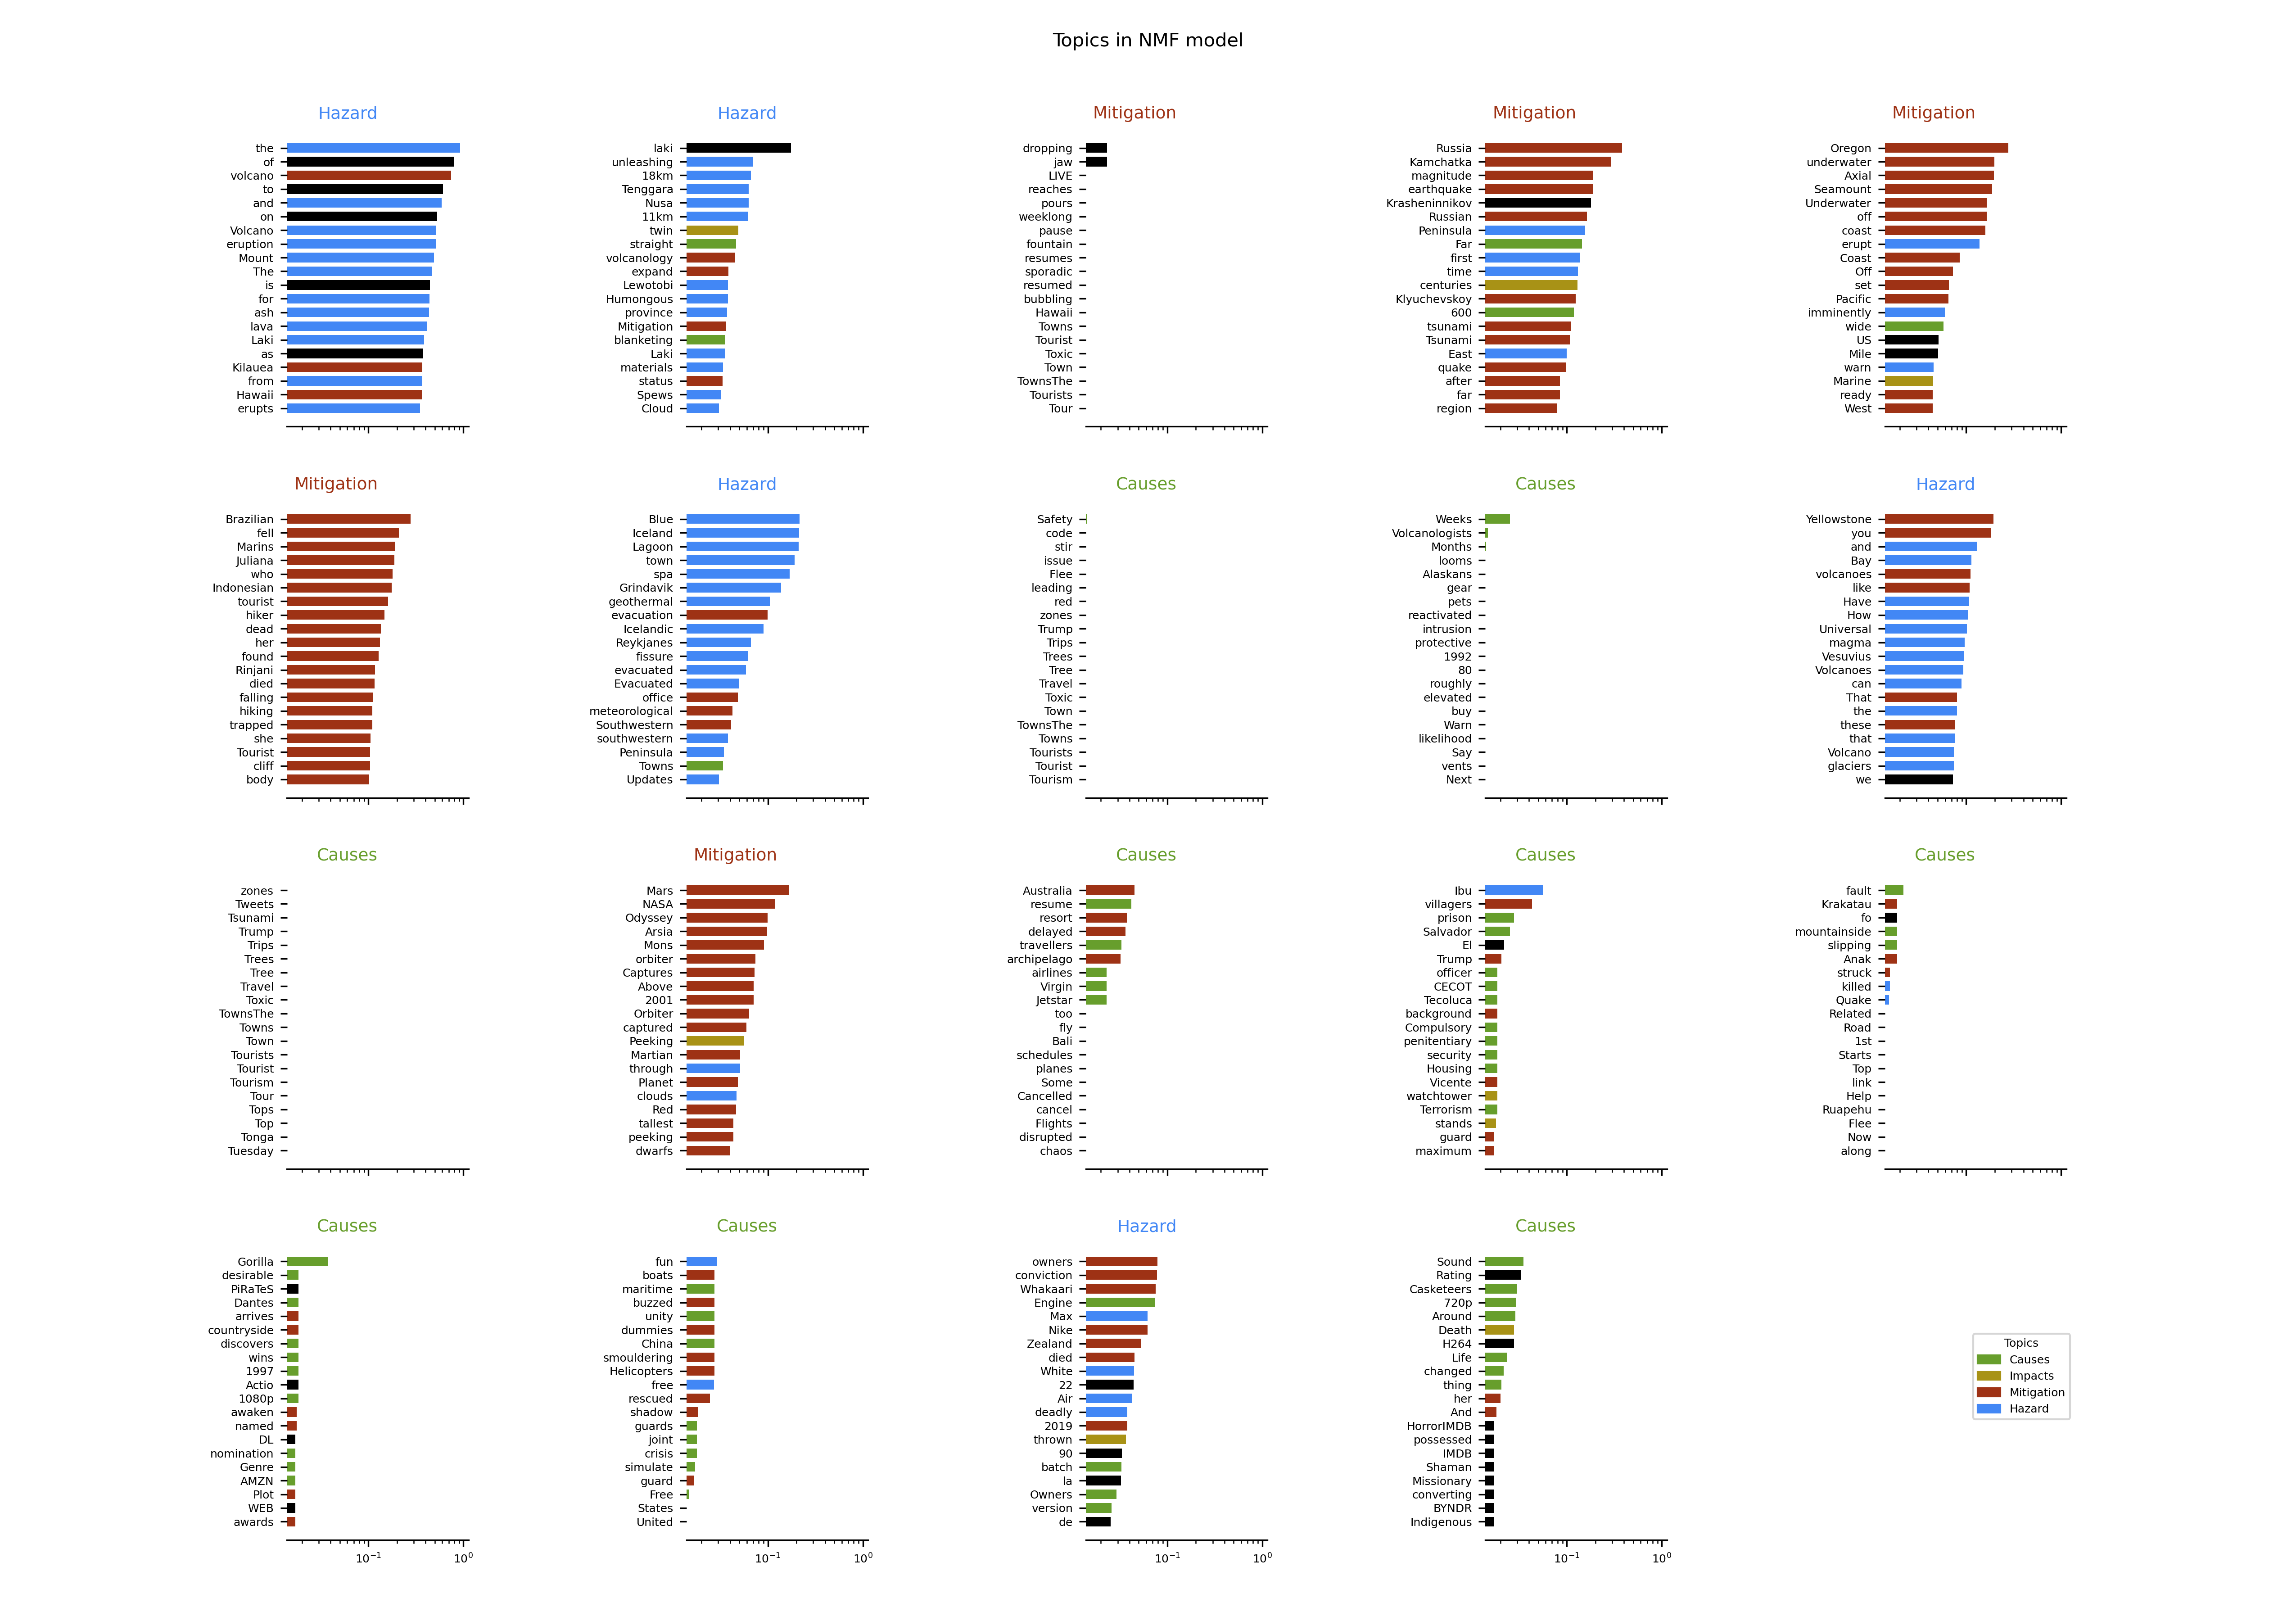 Topics in NMF model
Hazard
the
of
volcano
to
and
on
Volcano
eruption
Mount
The
is
for
ash
lava
Laki
as
Kilauea
from
Hawaii
erupts
Hazard
laki
unleashing
18km
Tenggara
Nusa
11km
twin
straight
volcanology
expand
Lewotobi
Humongous
province
Mitigation
blanketing
Laki
materials
status
Spews
Cloud
Mitigation
dropping
jaw
LIVE
reaches
pours
weeklong
pause
fountain
resumes
sporadic
resumed
bubbling
Hawaii
Towns
Tourist
Toxic
Town
TownsThe
Tourists
Tour
Mitigation
Russia
Kamchatka
magnitude
earthquake
Krasheninnikov
Russian
Peninsula
Far
first
time
centuries
Klyuchevskoy
600
tsunami
Tsunami
East
quake
after
far
region
Mitigation
Oregon
underwater
Axial
Seamount
Underwater
off
coast
erupt
Coast
Off
set
Pacific
imminently
wide
US
Mile
warn
Marine
ready
West
Mitigation
Brazilian
fell
Marins
Juliana
who
Indonesian
tourist
hiker
dead
her
found
Rinjani
died
falling
hiking
trapped
she
Tourist
cliff
body
Hazard
Blue
Iceland
Lagoon
town
spa
Grindavik
geothermal
evacuation
Icelandic
Reykjanes
fissure
evacuated
Evacuated
office
meteorological
Southwestern
southwestern
Peninsula
Towns
Updates
Causes
Safety
code
stir
issue
Flee
leading
red
zones
Trump
Trips
Trees
Tree
Travel
Toxic
Town
TownsThe
Towns
Tourists
Tourist
Tourism
Causes
Weeks
Volcanologists
Months
looms
Alaskans
gear
pets
reactivated
intrusion
protective
1992
80
roughly
elevated
buy
Warn
likelihood
Say
vents
Next
Hazard
Yellowstone
you
and
Bay
volcanoes
like
Have
How
Universal
magma
Vesuvius
Volcanoes
can
That
the
these
that
Volcano
glaciers
we
Causes
zones
Tweets
Tsunami
Trump
Trips
Trees
Tree
Travel
Toxic
TownsThe
Towns
Town
Tourists
Tourist
Tourism
Tour
Tops
Top
Tonga
Tuesday
Mitigation
Mars
NASA
Odyssey
Arsia
Mons
orbiter
Captures
Above
2001
Orbiter
captured
Peeking
Martian
through
Planet
clouds
Red
tallest
peeking
dwarfs
Causes
Australia
resume
resort
delayed
travellers
archipelago
airlines
Virgin
Jetstar
too
fly
Bali
schedules
planes
Some
Cancelled
cancel
Flights
disrupted
chaos
Causes
Ibu
villagers
prison
Salvador
El
Trump
officer
CECOT
Tecoluca
background
Compulsory
penitentiary
security
Housing
Vicente
watchtower
Terrorism
stands
guard
maximum
Causes
fault
Krakatau
fo
mountainside
slipping
Anak
struck
killed
Quake
Related
Road
1st
Starts
Top
link
Help
Ruapehu
Flee
Now
along
Causes
Gorilla
desirable
PiRaTeS
Dantes
arrives
countryside
discovers
wins
1997
Actio
1080p
awaken
named
DL
nomination
Genre
AMZN
Plot
WEB
awards
10⁻¹ 10⁰
Causes
fun
boats
maritime
buzzed
unity
dummies
China
smouldering
Helicopters
free
rescued
shadow
guards
joint
crisis
simulate
guard
Free
States
United
10⁻¹ 10⁰
Hazard
owners
conviction
Whakaari
Engine
Max
Nike
Zealand
died
White
22
Air
deadly
2019
thrown
90
batch
la
Owners
version
de
10⁻¹ 10⁰
Causes
Sound
Rating
Casketeers
720p
Around
Death
H264
Life
changed
thing
her
And
HorrorIMDB
possessed
IMDB
Shaman
Missionary
converting
BYNDR
Indigenous
10⁻¹ 10⁰
Topics
Causes
Impacts
Mitigation
Hazard